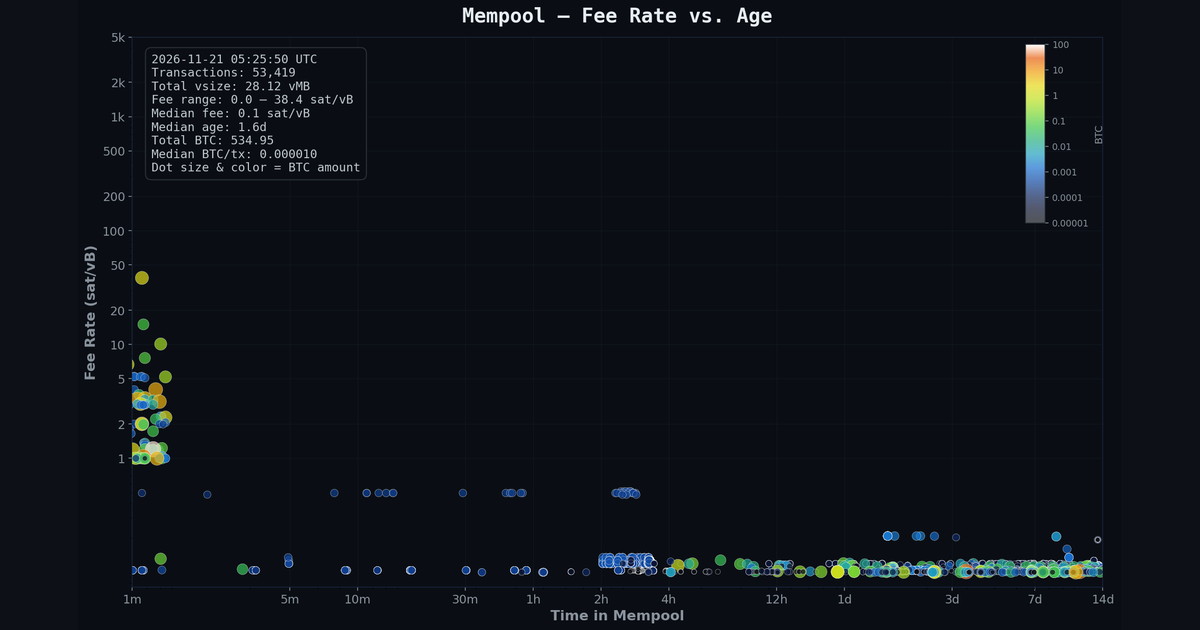 Mempool — Fee Rate vs. Age
2026-11-21 05:25:50 UTC
Transactions: 53,419
Total vsize: 28.12 vMB
Fee range: 0.0 — 38.4 sat/vB
Median fee: 0.1 sat/vB
Median age: 1.6d
Total BTC: 534.95
Median BTC/tx: 0.000010
Dot size & color = BTC amount
Fee Rate (sat/vB)
5k
2k
1k
500
200
100
50
20
10
5
2
1
100
10
1
0.1
0.01
0.001
0.0001
0.00001
BTC
1m
5m
10m
30m
1h
2h
4h
12h
1d
3d
7d
14d
Time in Mempool